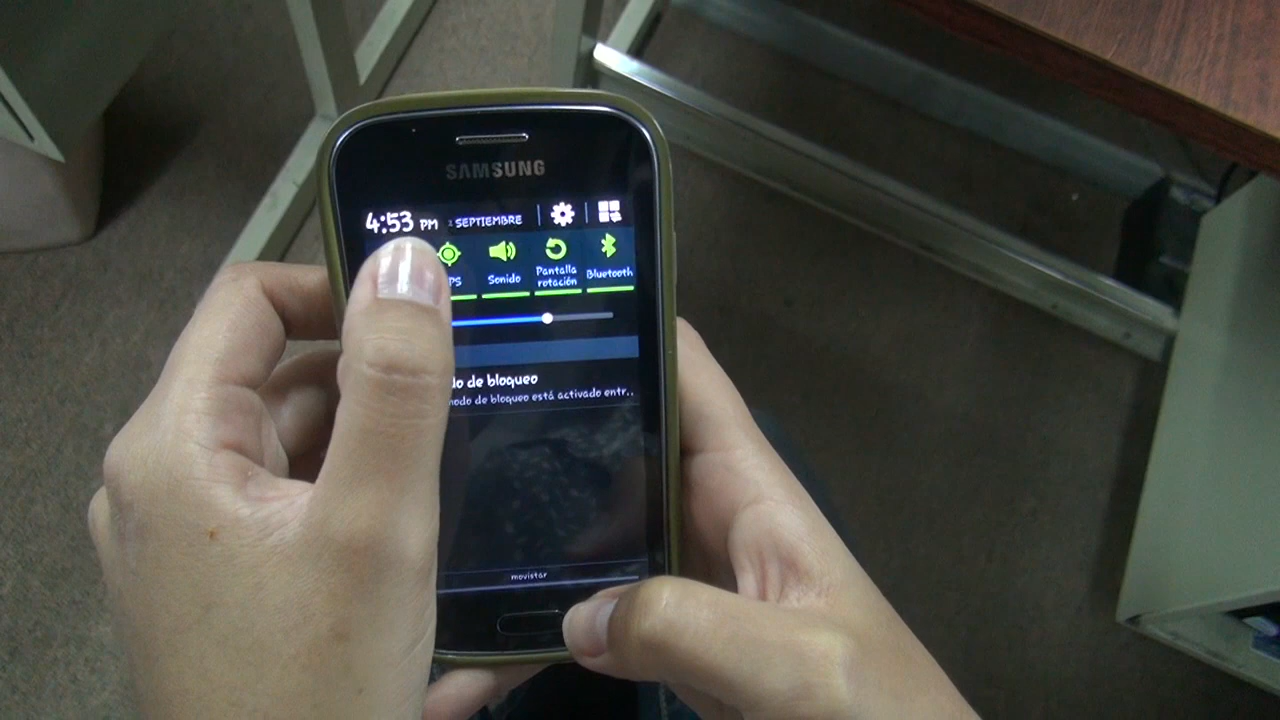 SAMSUNG
4:53 PM SEPTIEMBRE
PS Sonido Pantalla rotación Bluetooth
do de bloqueo
modo de bloqueo está activado entr..
movistar